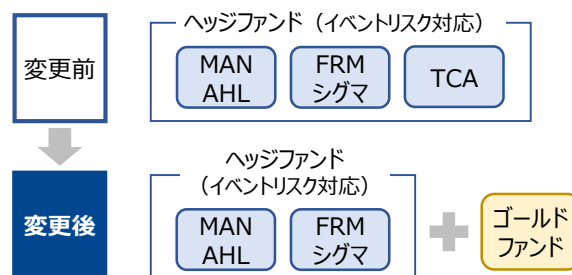 ヘッジファンド（イベントリスク対応）
変更前
MAN
AHL
FRM
シグマ
TCA
ヘッジファンド
（イベントリスク対応）
変更後
MAN
AHL
FRM
シグマ
ゴールド
ファンド